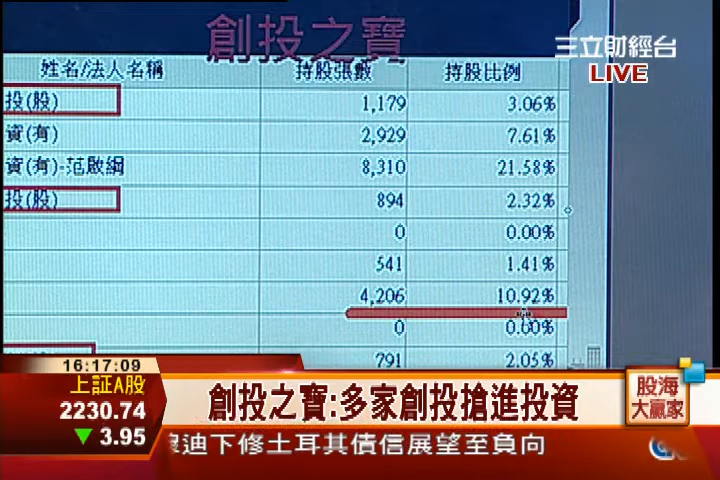 創投之寶
三立財經台
LIVE
姓名/法人名稱 持股張數 持股比例
投(股) 1,179 3.06%
資(有) 2,929 7.61%
資(有)-范啟綱 8,310 21.58%
投(股) 894 2.32%
0 0.00%
541 1.41%
4,206 10.92%
0 0.00%
791 2.05%
16:17:09
上証A股
2230.74
▼ 3.95
創投之寶:多家創投搶進投資
股海
大贏家
迪下修土耳其債信展望至負向